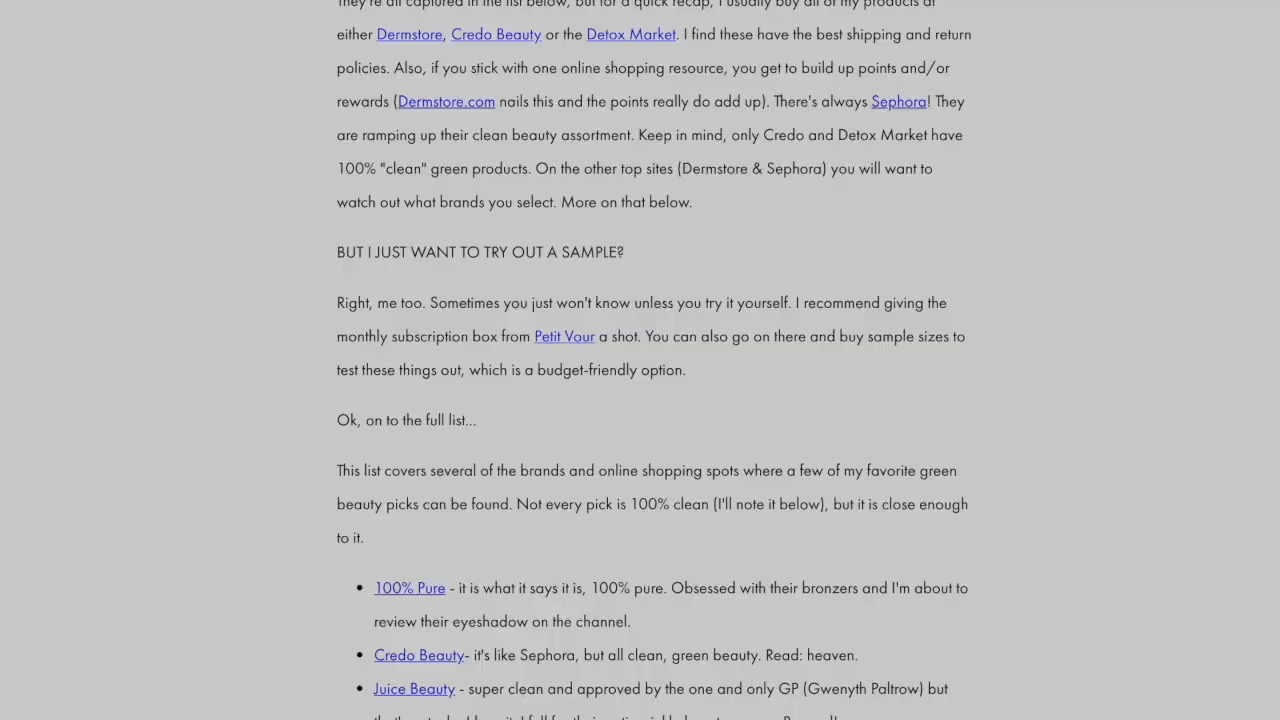 They're all captured in the list below, but for a quick recap, I usually buy all of my products at
either Dermstore, Credo Beauty or the Detox Market. I find these have the best shipping and return
policies. Also, if you stick with one online shopping resource, you get to build up points and/or
rewards (Dermstore.com nails this and the points really do add up). There's always Sephora! They
are ramping up their clean beauty assortment. Keep in mind, only Credo and Detox Market have
100% "clean" green products. On the other top sites (Dermstore & Sephora) you will want to
watch out what brands you select. More on that below.
BUT I JUST WANT TO TRY OUT A SAMPLE?
Right, me too. Sometimes you just won't know unless you try it yourself. I recommend giving the
monthly subscription box from Petit Vour a shot. You can also go on there and buy sample sizes to
test these things out, which is a budget-friendly option.
Ok, on to the full list...
This list covers several of the brands and online shopping spots where a few of my favorite green
beauty picks can be found. Not every pick is 100% clean (I'll note it below), but it is close enough
to it.
• 100% Pure - it is what it says it is, 100% pure. Obsessed with their bronzers and I'm about to
review their eyeshadow on the channel.
• Credo Beauty- it's like Sephora, but all clean, green beauty. Read: heaven.
• Juice Beauty - super clean and approved by the one and only GP (Gwenyth Paltrow) but